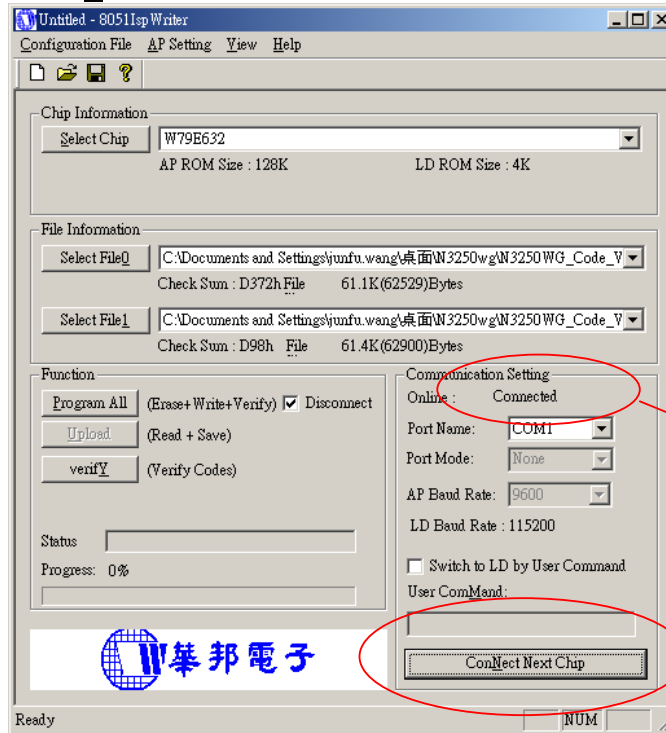 Untitled - 8051IspWriter
Configuration File AP Setting View Help
Chip Information
Select Chip W79E632
AP ROM Size : 128K LD ROM Size : 4K
File Information
Select File0 C:\Documents and Settings\junfu.wang\桌面\N3250wg\N3250WG_Code_V
Check Sum : D372h File 61.1K(62529)Bytes
Select File1 C:\Documents and Settings\junfu.wang\桌面\N3250wg\N3250WG_Code_V
Check Sum : D98h File 61.4K(62900)Bytes
Function
Program All (Erase+Write+Verify) Disconnect
Upload (Read + Save)
verifY (Verify Codes)
Status
Progress: 0%
Communication Setting
Online : Connected
Port Name: COM1
Port Mode: None
AP Baud Rate: 9600
LD Baud Rate : 115200
Switch to LD by User Command
User ComMand:
ConNect Next Chip
華邦電子
Ready NUM